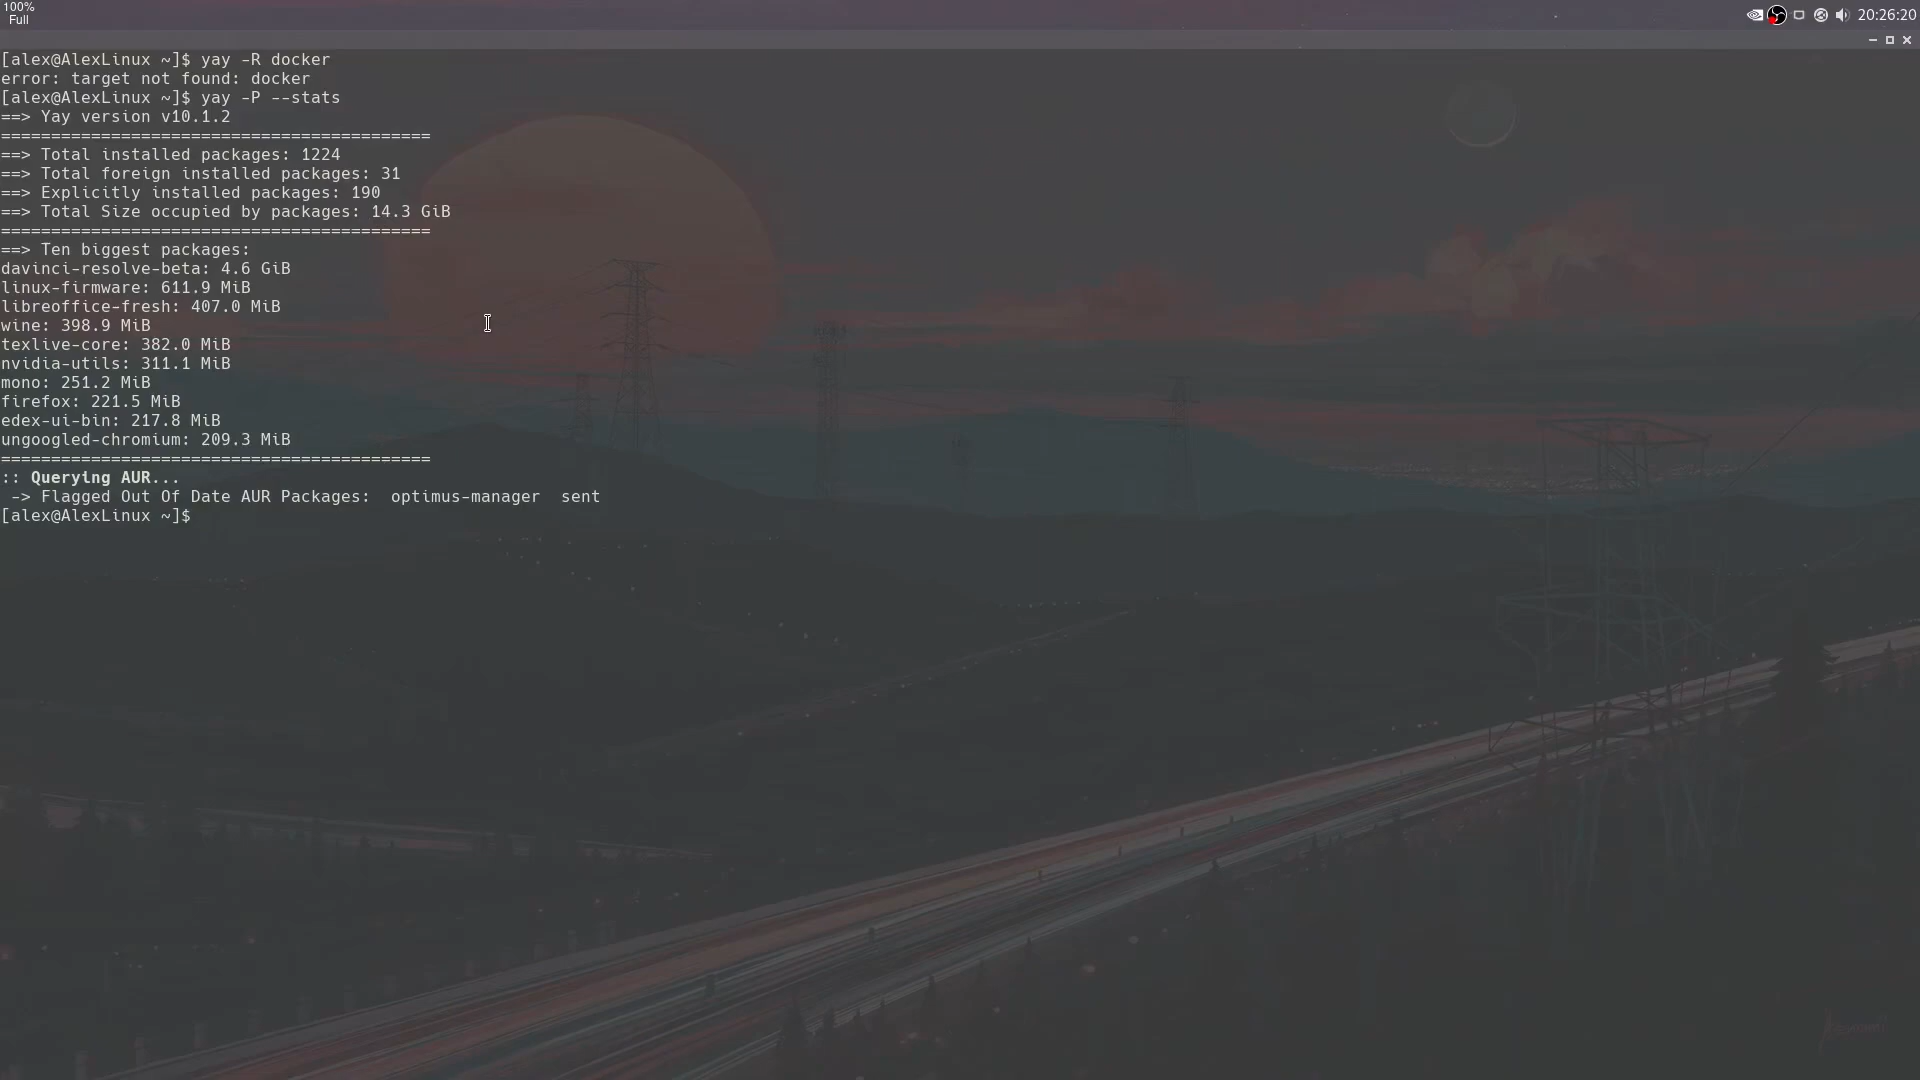 100%
Full
20:26:20
[alex@AlexLinux ~]$ yay -R docker
error: target not found: docker
[alex@AlexLinux ~]$ yay -P --stats
==> Yay version v10.1.2
===========================================
==> Total installed packages: 1224
==> Total foreign installed packages: 31
==> Explicitly installed packages: 190
==> Total Size occupied by packages: 14.3 GiB
===========================================
==> Ten biggest packages:
davinci-resolve-beta: 4.6 GiB
linux-firmware: 611.9 MiB
libreoffice-fresh: 407.0 MiB
wine: 398.9 MiB
texlive-core: 382.0 MiB
nvidia-utils: 311.1 MiB
mono: 251.2 MiB
firefox: 221.5 MiB
edex-ui-bin: 217.8 MiB
ungoogled-chromium: 209.3 MiB
===========================================
:: Querying AUR...
 -> Flagged Out Of Date AUR Packages:  optimus-manager  sent
[alex@AlexLinux ~]$